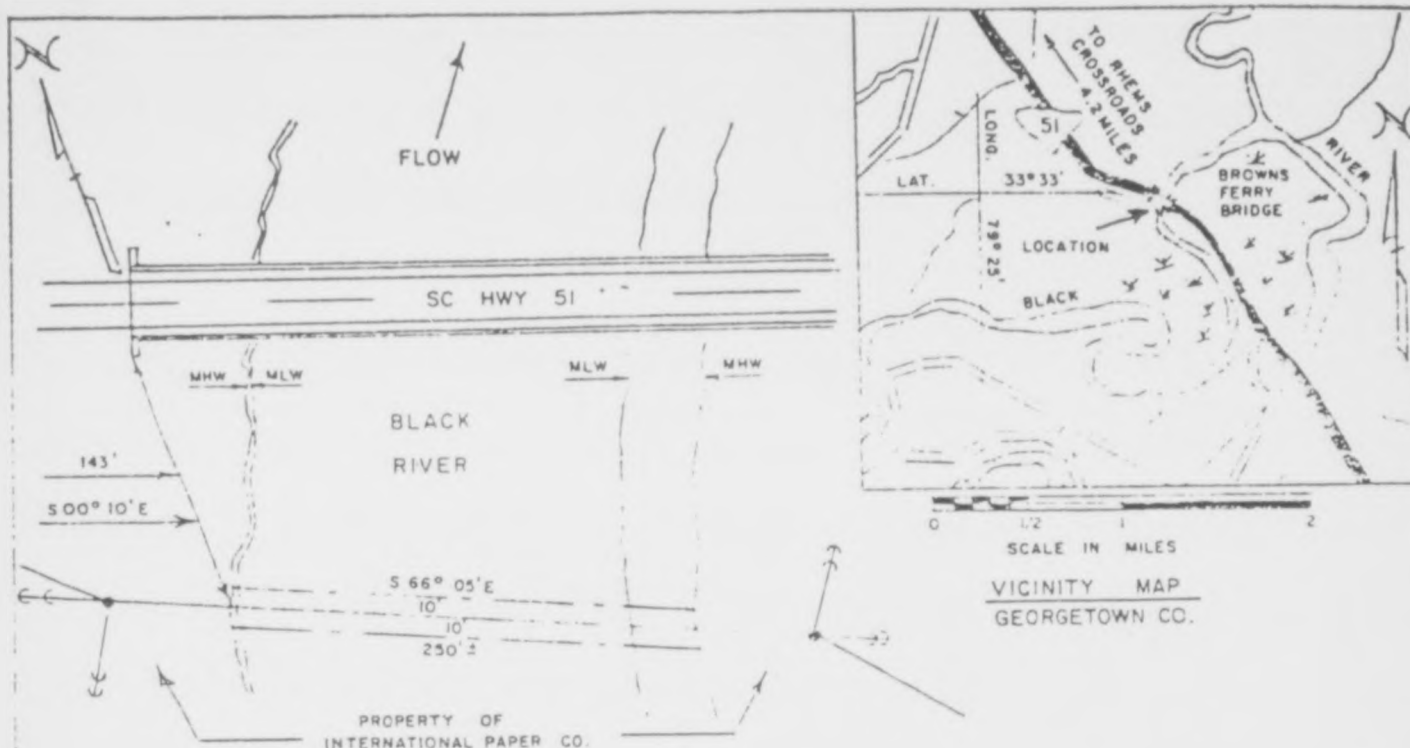 N
FLOW
SC HWY 51
MHW
MLW
MLW
MHW
BLACK
RIVER
143'
S 00° 10' E
S 66° 05' E
10'
10'
250' ±
PROPERTY OF
INTERNATIONAL PAPER CO.
TO RHEMS
CROSSROADS
4.2 MILES
51
LONG.
79° 25'
LAT. 33° 33'
RIVER
N
BROWNS
FERRY
BRIDGE
LOCATION
BLACK
0 1/2 1 2
SCALE IN MILES
VICINITY MAP
GEORGETOWN CO.